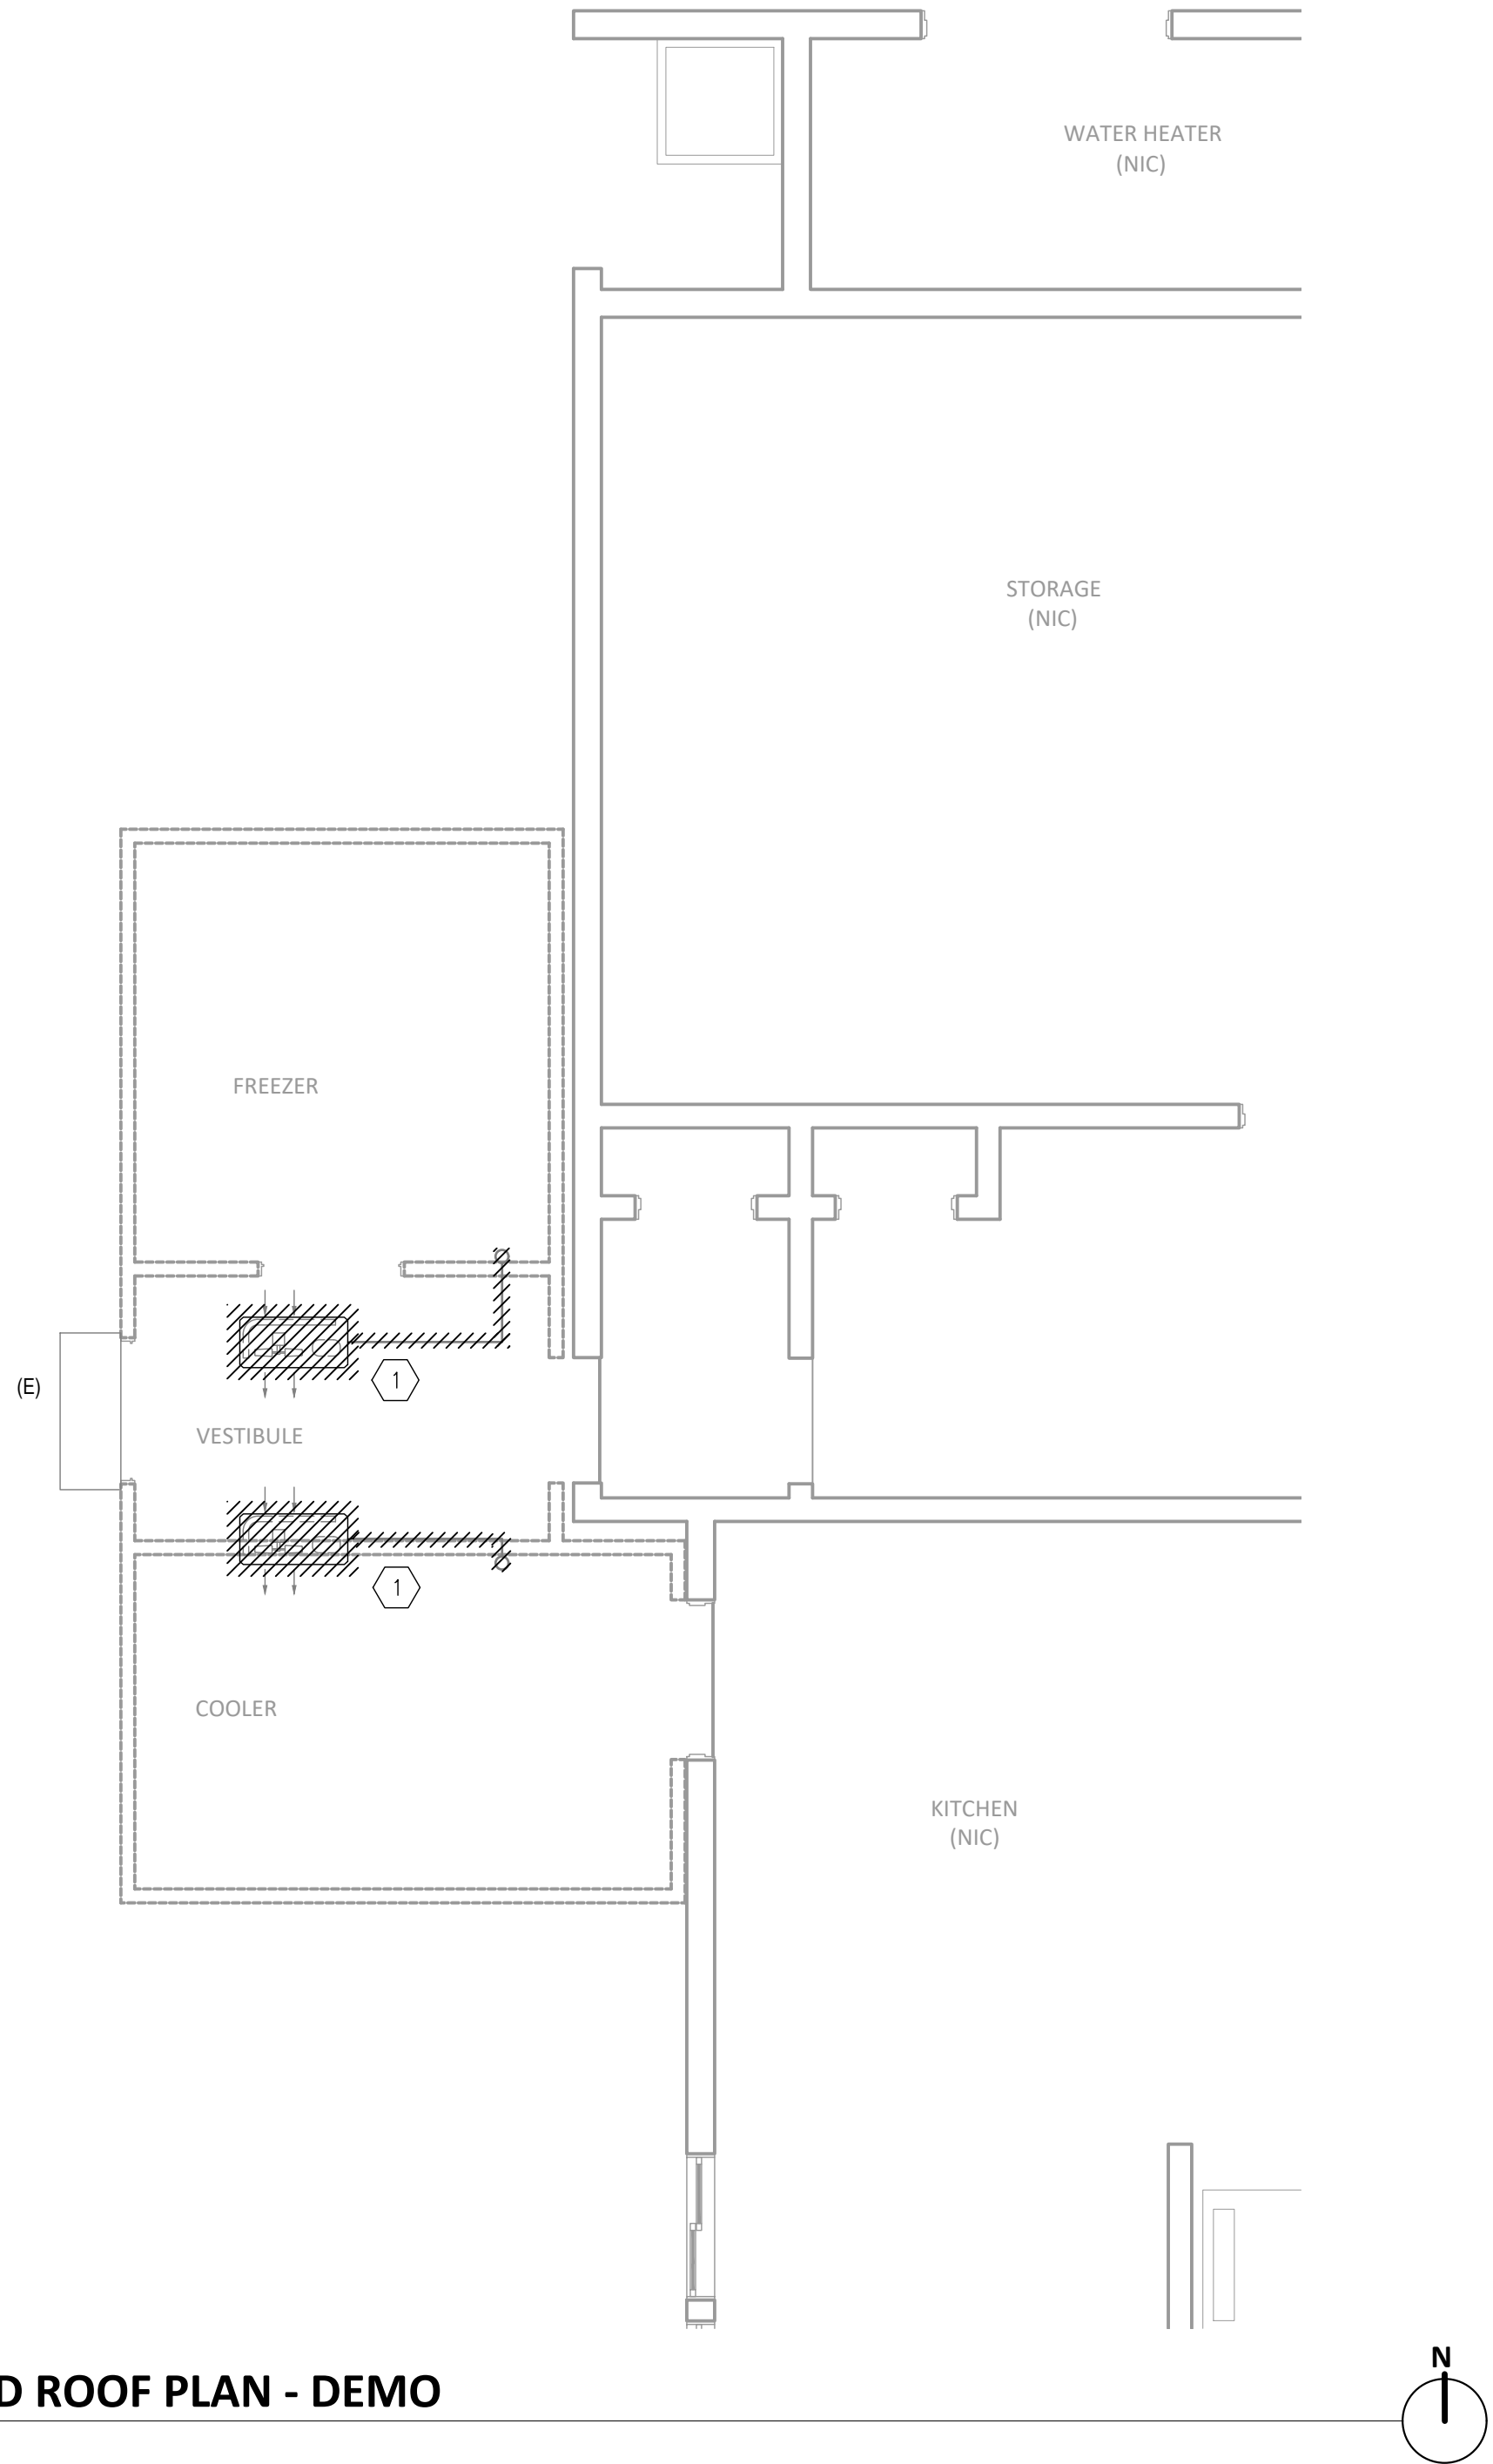 WATER HEATER
(NIC)
STORAGE
(NIC)
FREEZER
1
(E)
VESTIBULE
1
COOLER
KITCHEN
(NIC)
N
D ROOF PLAN - DEMO